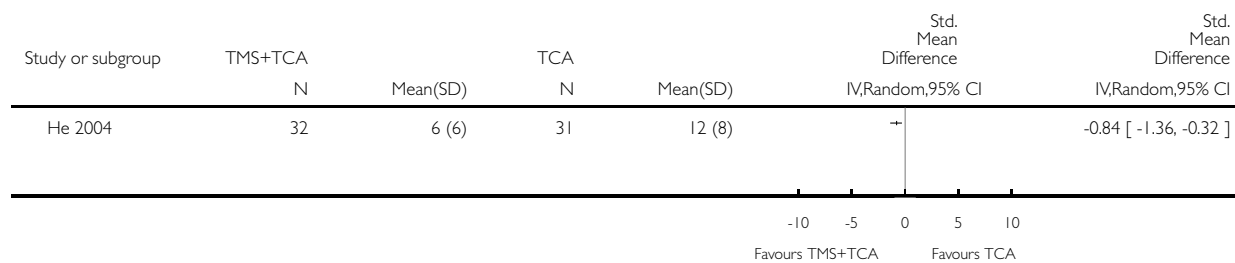 Std. Std.
Mean Mean
Study or subgroup TMS+TCA TCA Difference Difference
N Mean(SD) N Mean(SD) IV,Random,95% CI IV,Random,95% CI
He 2004 32 6 (6) 31 12 (8) -0.84 [ -1.36, -0.32 ]
-10 -5 0 5 10
Favours TMS+TCA Favours TCA